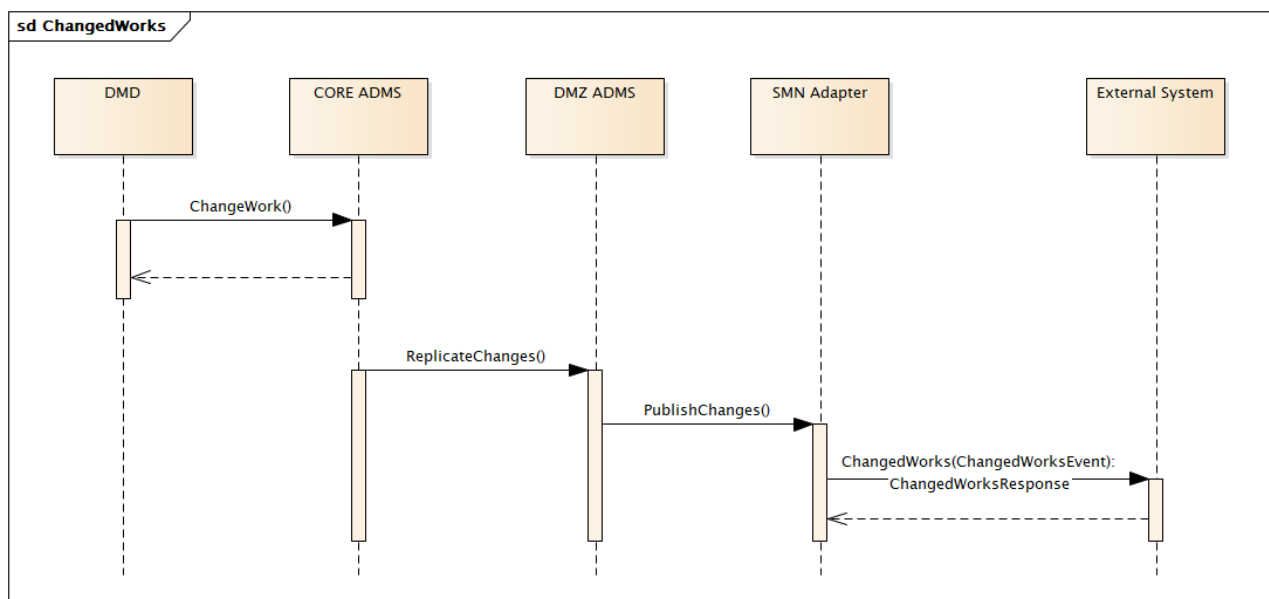 sd ChangedWorks
DMD
CORE ADMS
DMZ ADMS
SMN Adapter
External System
ChangeWork()
ReplicateChanges()
PublishChanges()
ChangedWorks(ChangedWorksEvent):
ChangedWorksResponse